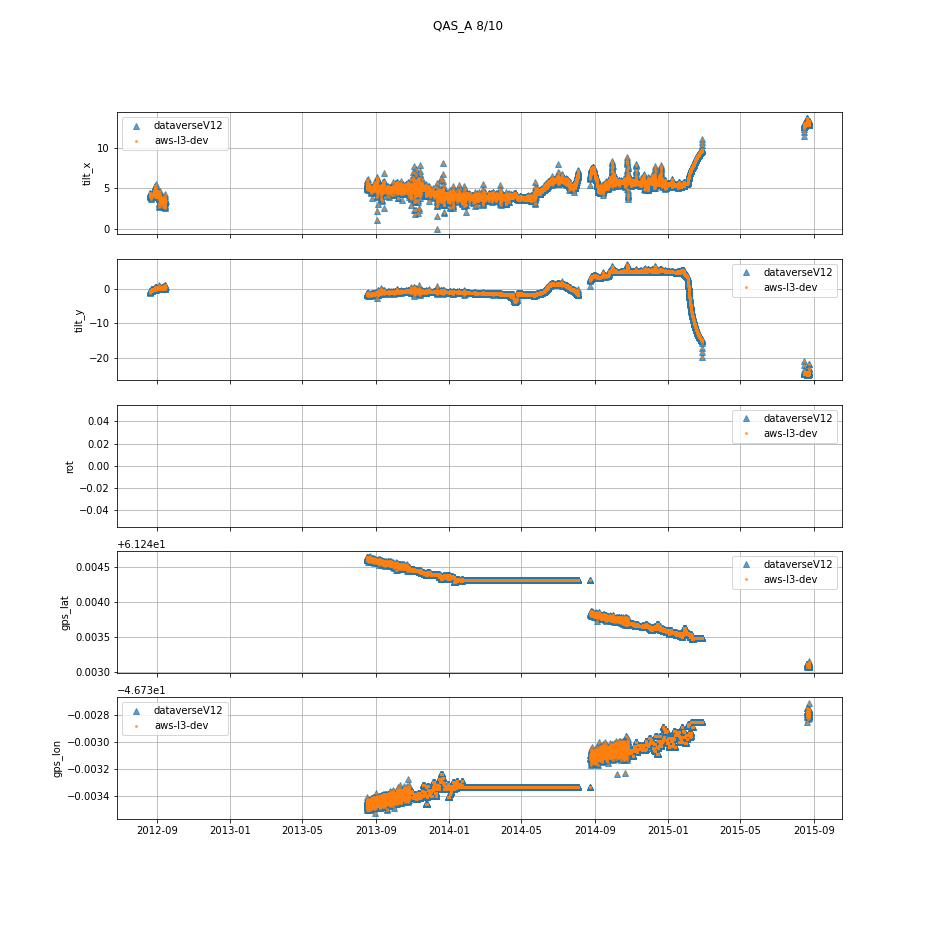 QAS_A 8/10
dataverseV12
aws-l3-dev
tilt_x
10
5
0
dataverseV12
aws-l3-dev
tilt_y
0
−10
−20
dataverseV12
aws-l3-dev
rot
0.04
0.02
0.00
−0.02
−0.04
+6.124e1
dataverseV12
aws-l3-dev
gps_lat
0.0045
0.0040
0.0035
0.0030
−4.673e1
dataverseV12
aws-l3-dev
gps_lon
−0.0028
−0.0030
−0.0032
−0.0034
2012-09 2013-01 2013-05 2013-09 2014-01 2014-05 2014-09 2015-01 2015-05 2015-09